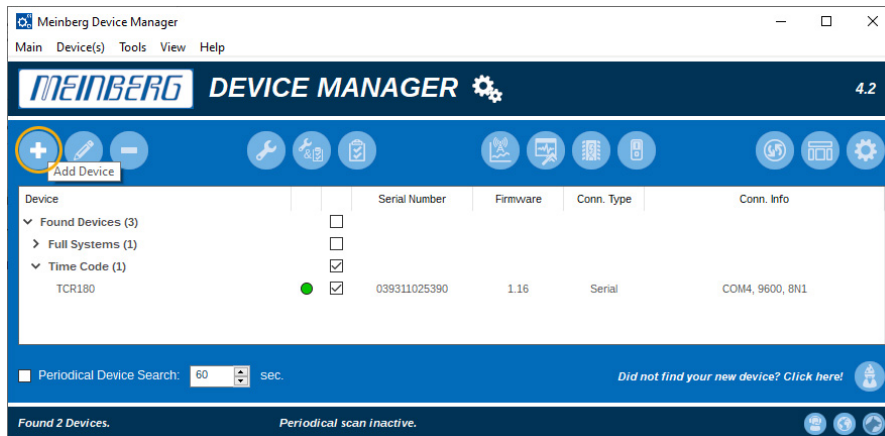 Meinberg Device Manager
Main Device(s) Tools View Help
MEINBERG DEVICE MANAGER 4.2
Add Device
Device Serial Number Firmware Conn. Type Conn. Info
Found Devices (3)
Full Systems (1)
Time Code (1)
TCR180 039311025390 1.16 Serial COM4, 9600, 8N1
Periodical Device Search: 60 sec. Did not find your new device? Click here!
Found 2 Devices. Periodical scan inactive.